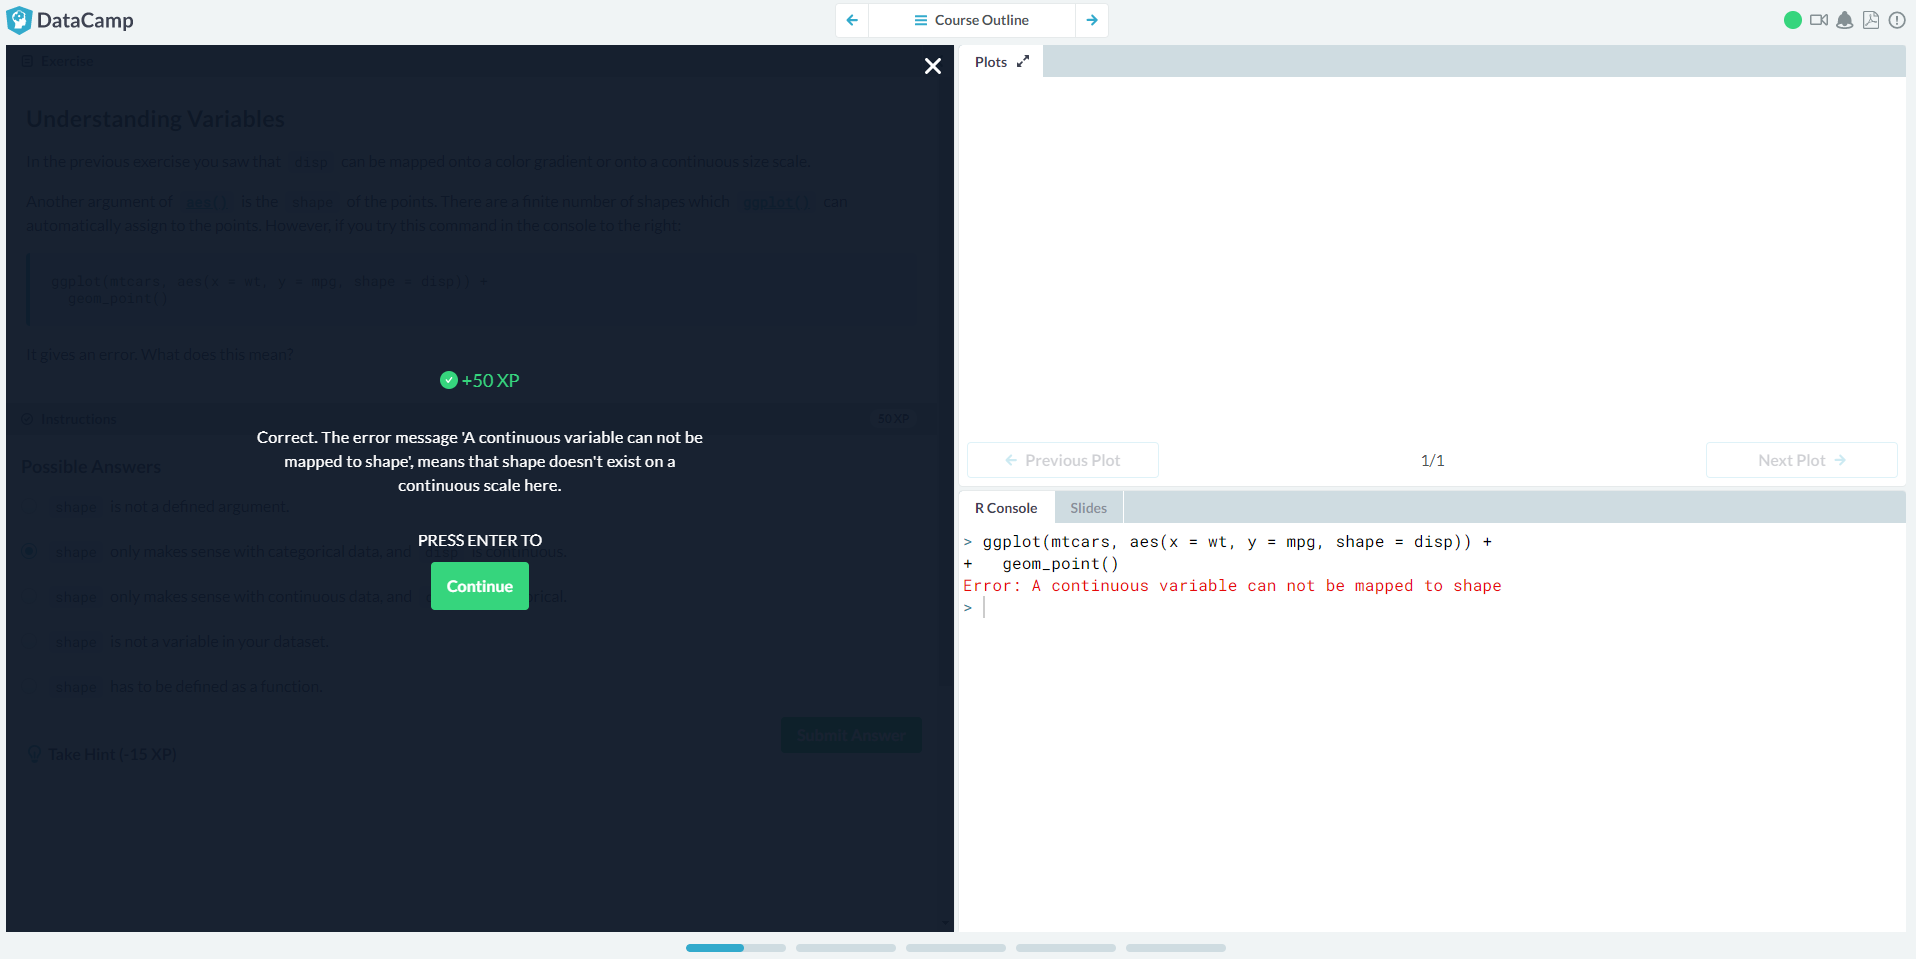 DataCamp
Course Outline
Exercise
Understanding Variables
In the previous exercise you saw that disp can be mapped onto a color gradient or onto a continuous size scale.
Another argument of aes() is the shape of the points. There are a finite number of shapes which ggplot() can
automatically assign to the points. However, if you try this command in the console to the right:
ggplot(mtcars, aes(x = wt, y = mpg, shape = disp)) +
geom_point()
It gives an error. What does this mean?
Instructions
50 XP
Possible Answers
shape is not a defined argument.
shape only makes sense with categorical data, and disp is continuous.
shape only makes sense with continuous data, and
shape is not a variable in your dataset.
shape has to be defined as a function.
Submit Answer
Take Hint (-15 XP)
+50 XP
Correct. The error message 'A continuous variable can not be
mapped to shape', means that shape doesn't exist on a
continuous scale here.
PRESS ENTER TO
Continue
Plots
Previous Plot
1/1
Next Plot
R Console
Slides
> ggplot(mtcars, aes(x = wt, y = mpg, shape = disp)) +
+ geom_point()
Error: A continuous variable can not be mapped to shape
>